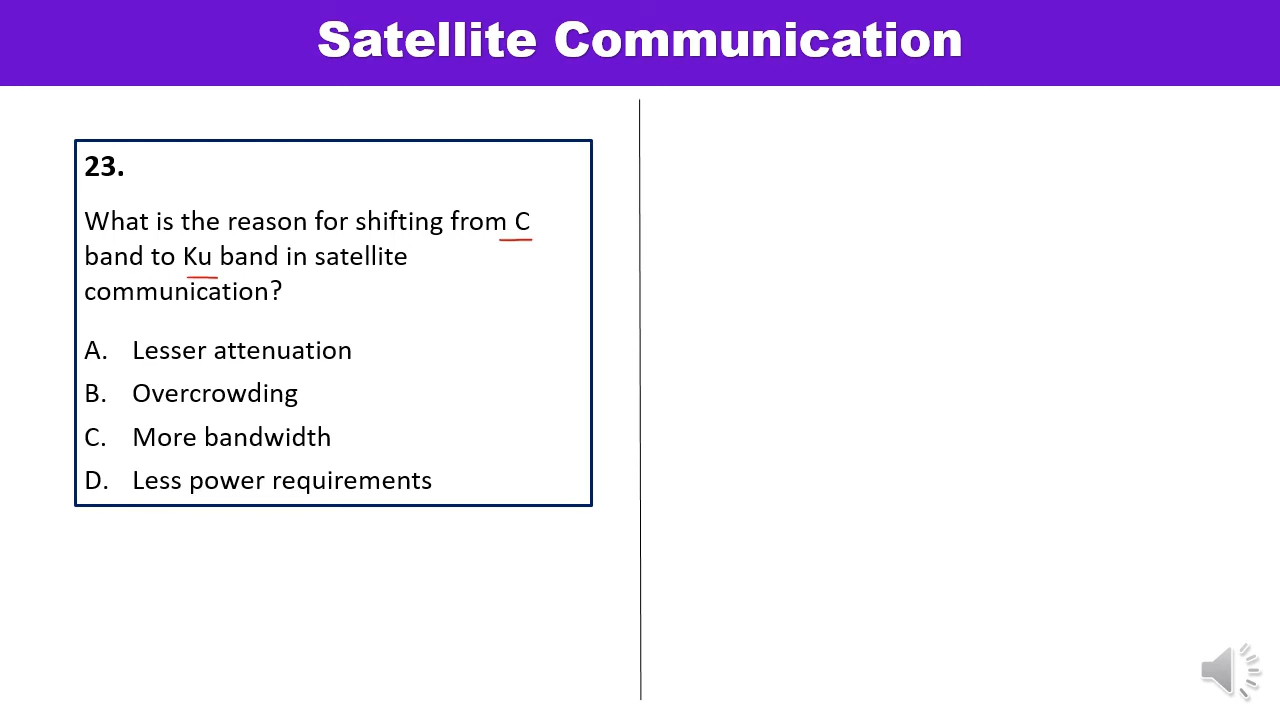 Satellite Communication
23.
What is the reason for shifting from C
band to Ku band in satellite
communication?
A. Lesser attenuation
B. Overcrowding
C. More bandwidth
D. Less power requirements